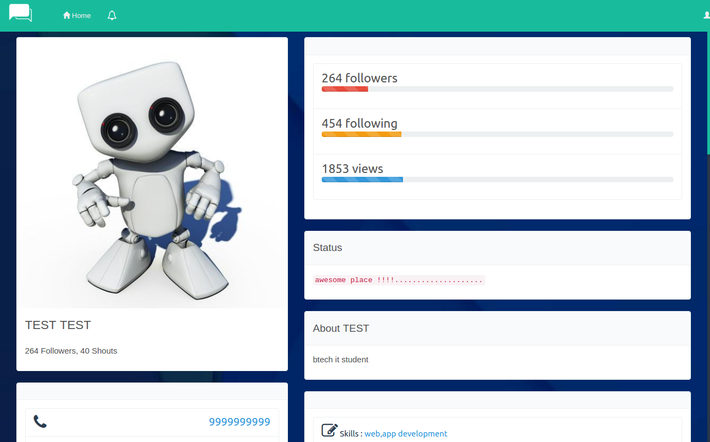 Home
TEST TEST
264 Followers, 40 Shouts
9999999999
264 followers
454 following
1853 views
Status
awesome place !!!!....................
About TEST
btech it student
Skills : web,app development